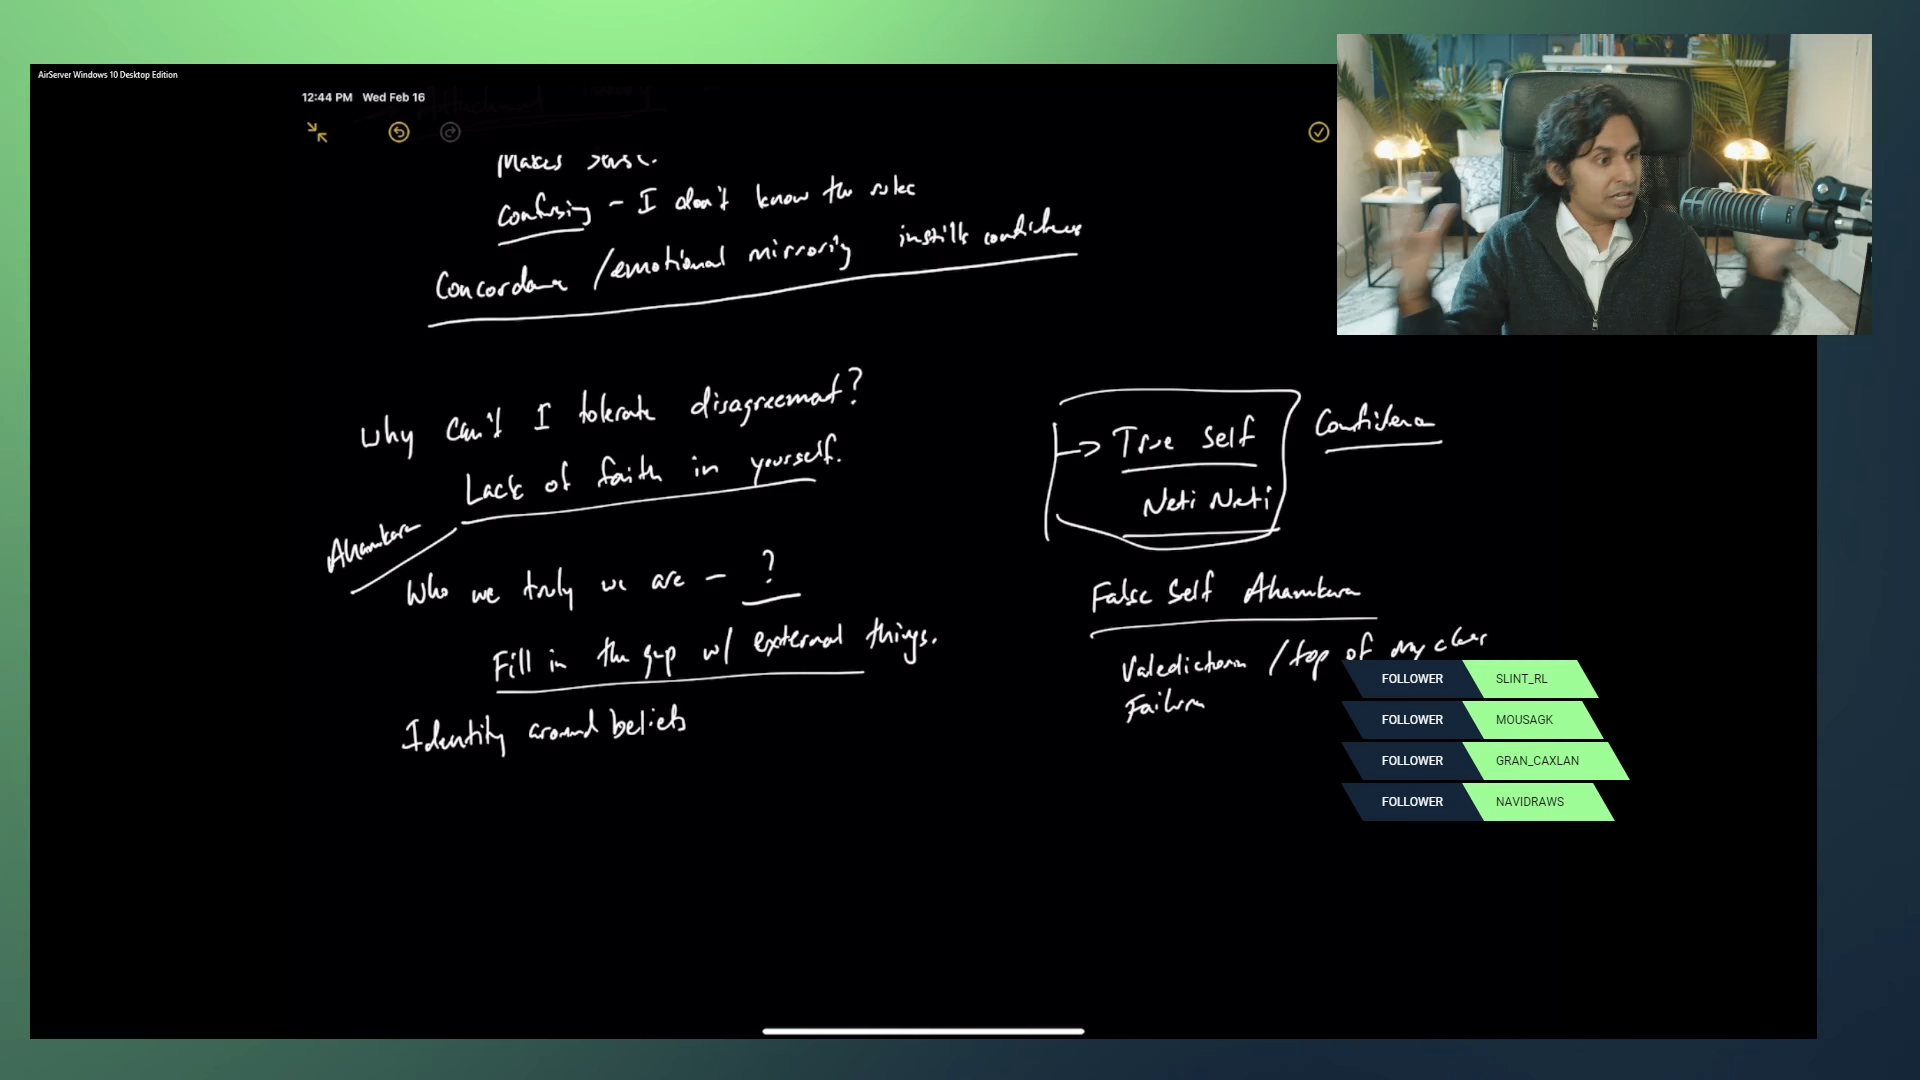 AirServer Windows 10 Desktop Edition
12:44 PM Wed Feb 16
Makes sense.
Confusing - I don't know the rules
Concordance / emotional mirroring instills confidence
Why can't I tolerate disagreement?
Lack of faith in yourself.
Ahamkara
Who we truly we are - ?
Fill in the gap w/ external things.
Identity around beliefs
True Self
Neti Neti
Confidence
False Self Ahamkara
Valedictorian / top of my class
Failure
FOLLOWER SLINT_RL
FOLLOWER MOUSAGK
FOLLOWER GRAN_CAXLAN
FOLLOWER NAVIDRAWS